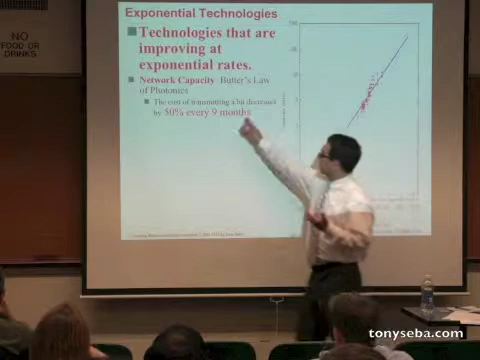 NO
FOOD OR
DRINKS
Exponential Technologies
Technologies that are
improving at
exponential rates.
Network Capacity: Butter's Law
of Photonics
The cost of transmitting a bit decreases
by 50% every 9 months
tonyseba.com